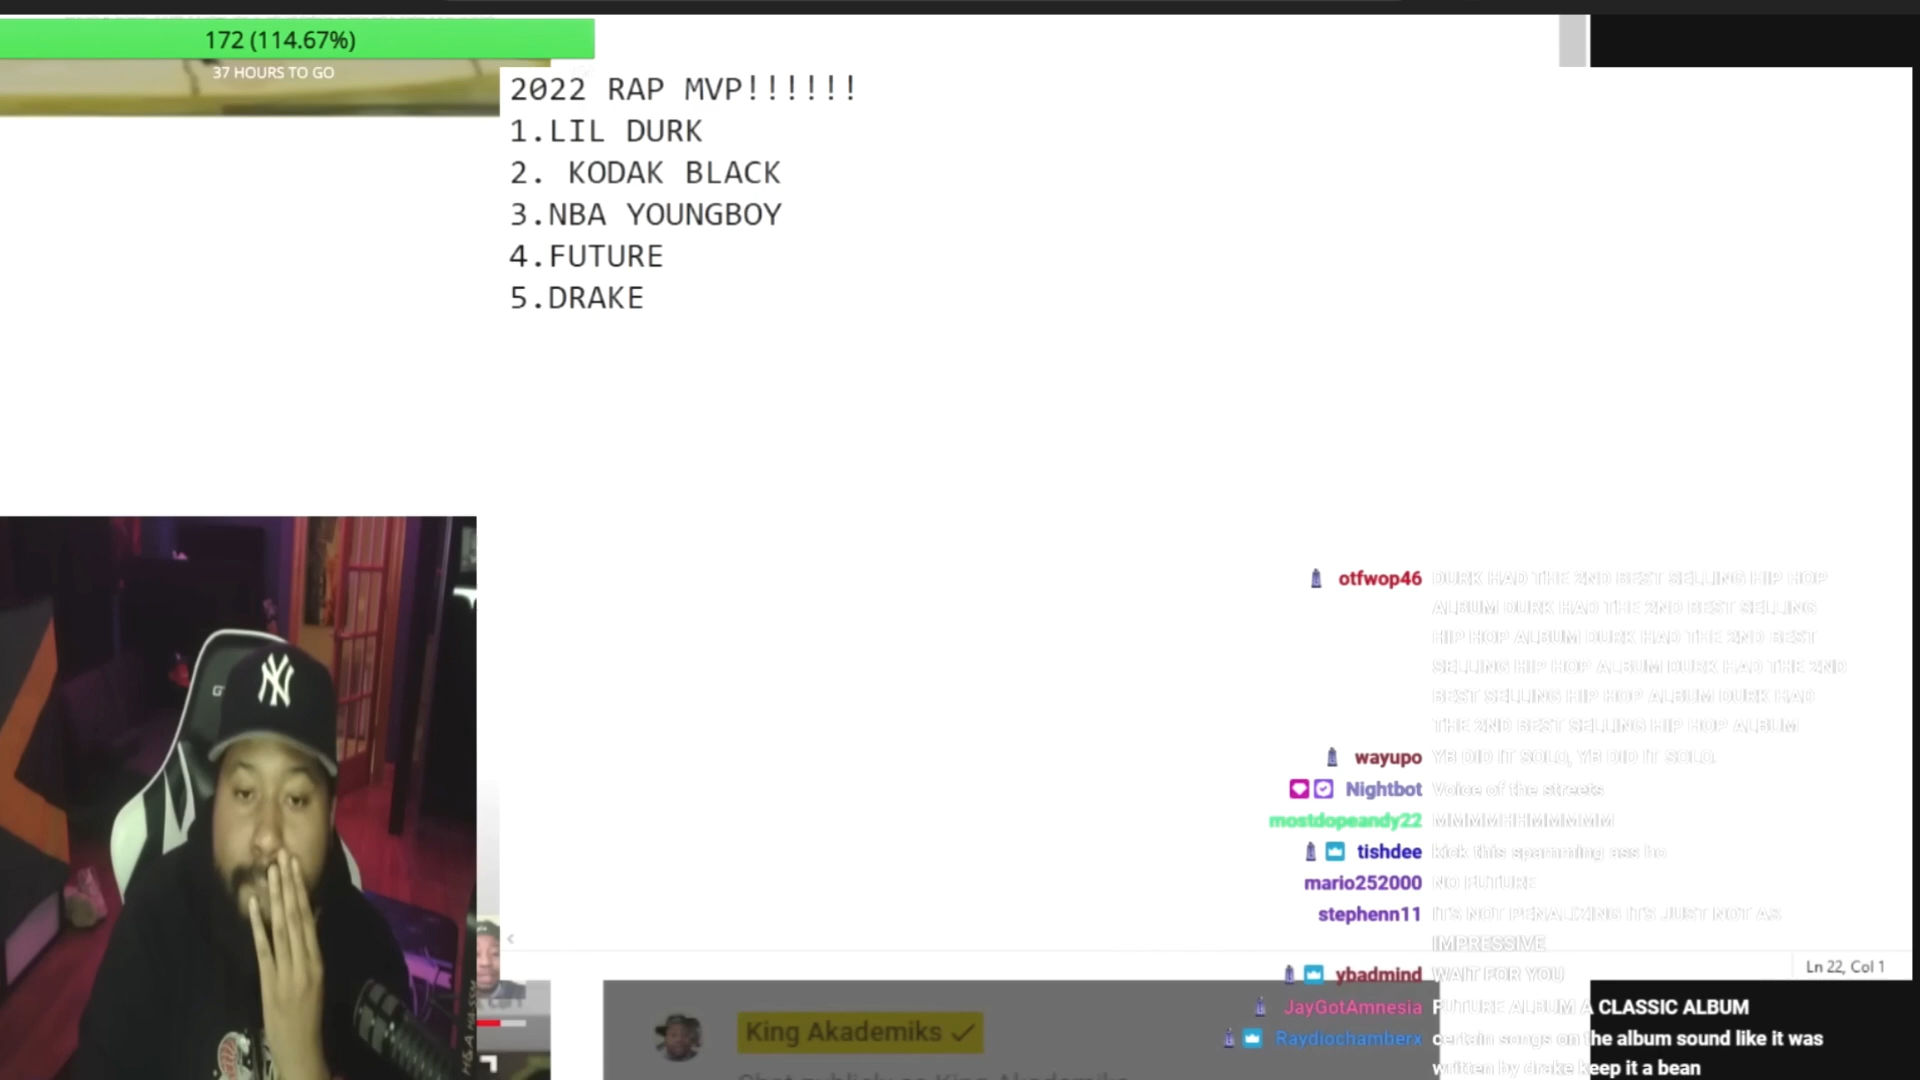 172 (114.67%)
37 HOURS TO GO
2022 RAP MVP!!!!!!
1.LIL DURK
2. KODAK BLACK
3.NBA YOUNGBOY
4.FUTURE
5.DRAKE
NY
otfwop46 DURK HAD THE 2ND BEST SELLING HIP HOP
ALBUM DURK HAD THE 2ND BEST SELLING
HIP HOP ALBUM DURK HAD THE 2ND BEST
SELLING HIP HOP ALBUM DURK HAD THE 2ND
BEST SELLING HIP HOP ALBUM DURK HAD
THE 2ND BEST SELLING HIP HOP ALBUM
wayupo YB DID IT SOLO, YB DID IT SOLO.
Nightbot Voice of the streets
mostdopeandy22 MMMMHHMMMMM
tishdee kick this spamming ass ho
mario252000 NO FUTURE
stephenn11 ITS NOT PENALIZING ITS JUST NOT AS
IMPRESSIVE
ybadmind WAIT FOR YOU
Ln 22, Col 1
JayGotAmnesia FUTURE ALBUM A CLASSIC ALBUM
Raydiochamberx certain songs on the album sound like it was
written by drake keep it a bean
King Akademiks